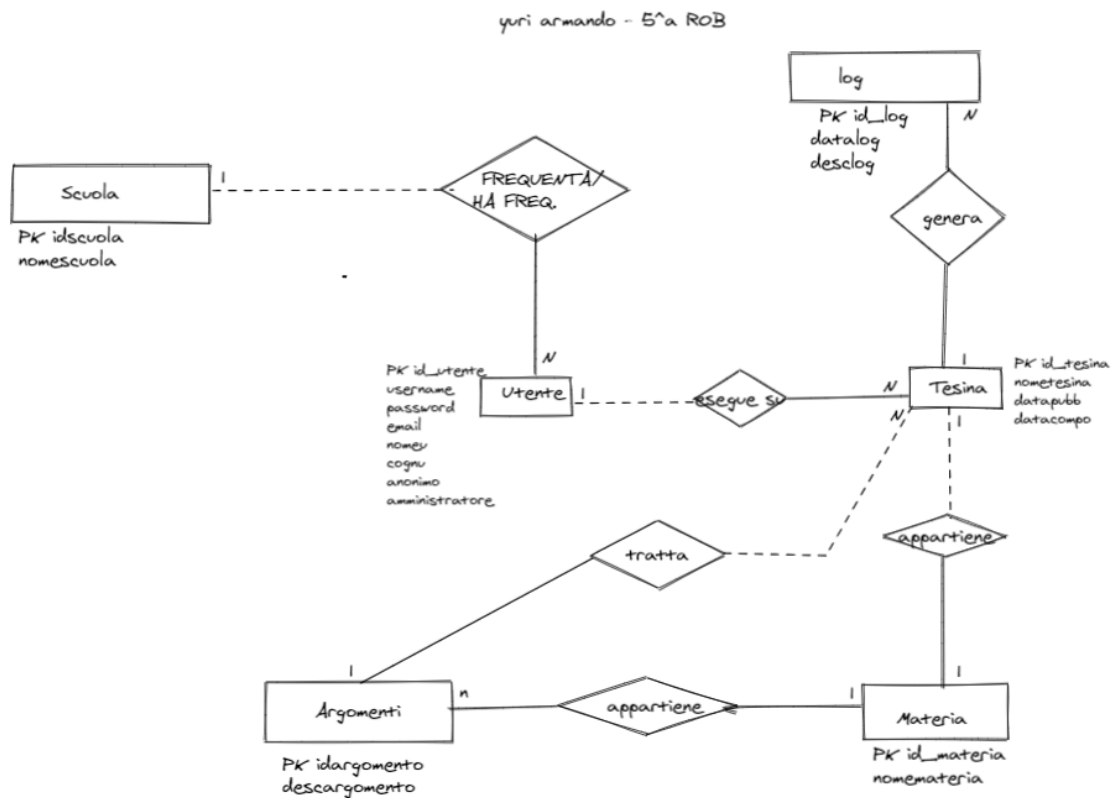 yuri armando - 5^a ROB
log
PK id_log
datalog
desclog
N
Scuola
1
PK idscuola
nomescuola
FREQUENTA/
HA FREQ.
genera
N
PK id_utente
username
password
email
nomeu
cognu
anonimo
amministratore
Utente
1
esegue su
N
N
1
Tesina
1
PK id_tesina
nometesina
datapubb
datacompo
tratta
appartiene
1
Argomenti
n
PK idargomento
descargomento
appartiene
1
1
Materia
PK id_materia
nomemateria